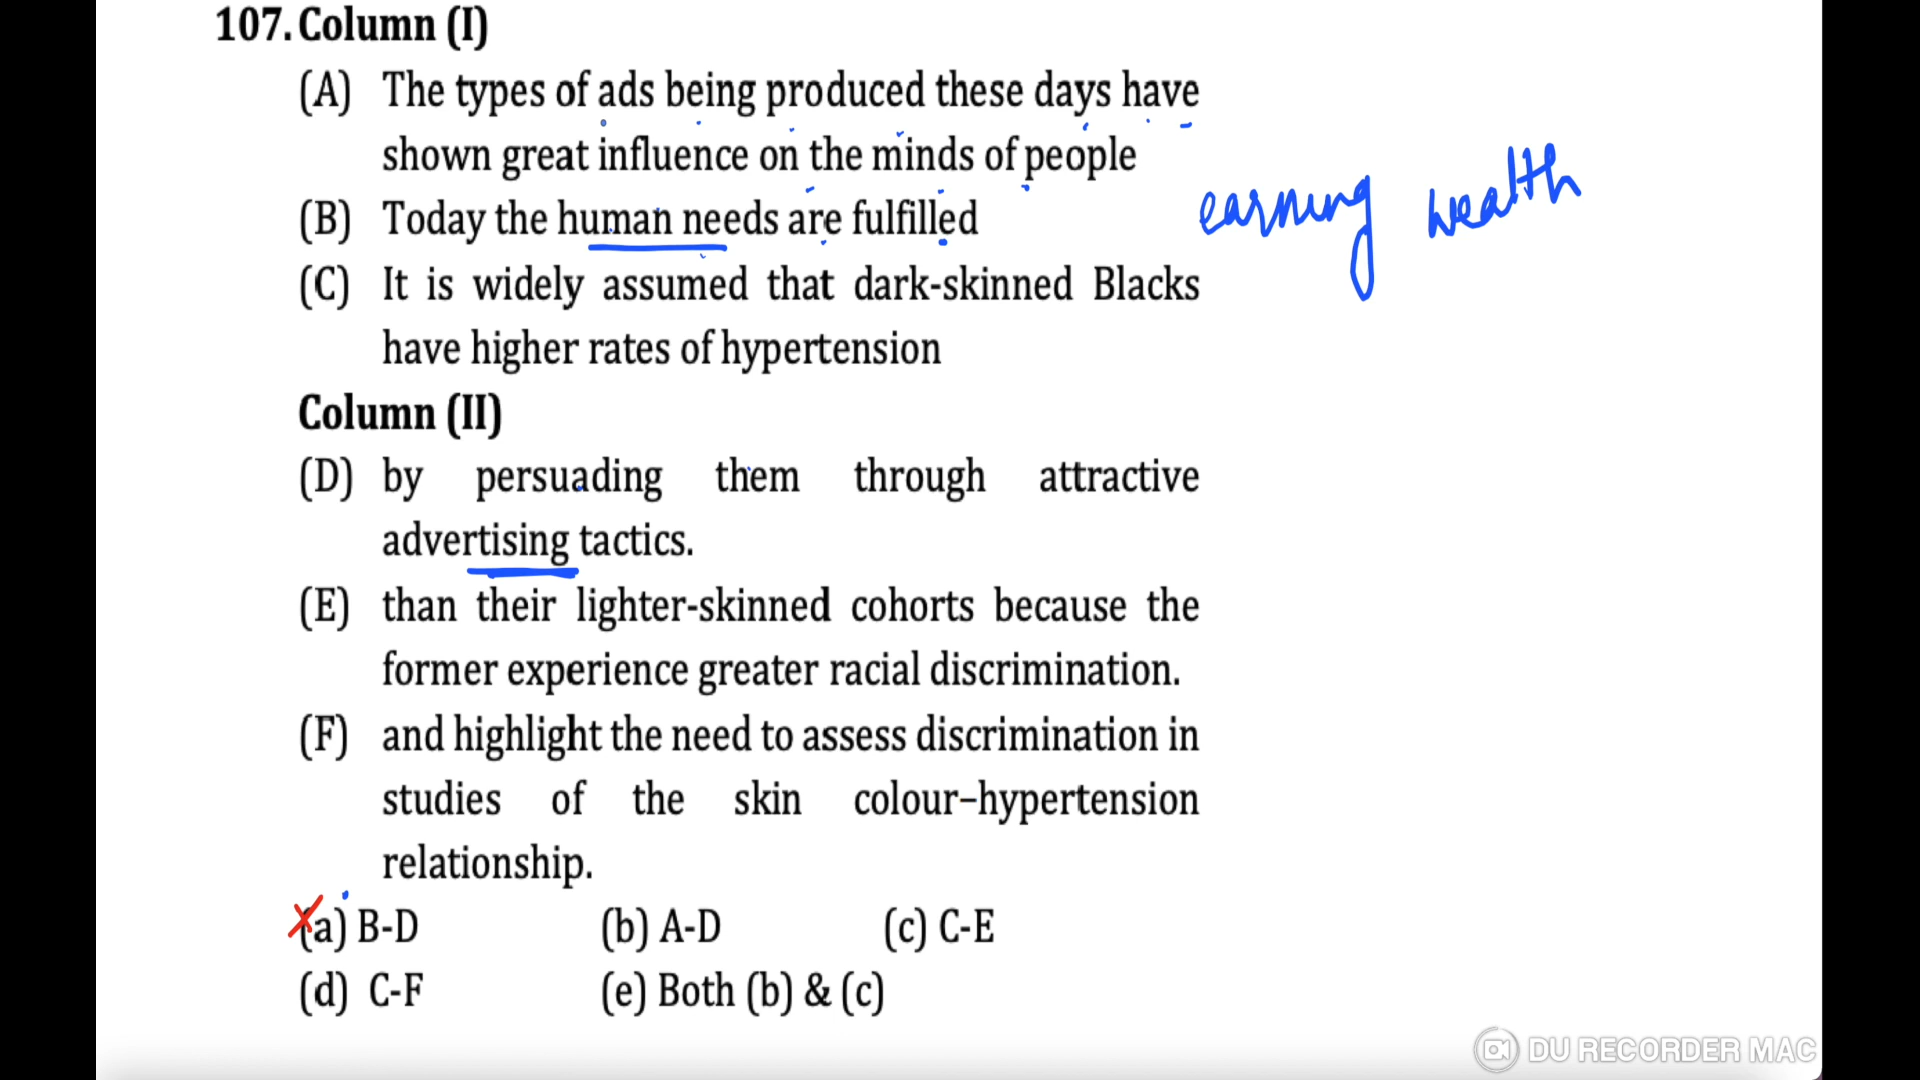 107. Column (I)
(A) The types of ads being produced these days have
shown great influence on the minds of people
(B) Today the human needs are fulfilled
earning wealth
(C) It is widely assumed that dark-skinned Blacks
have higher rates of hypertension
Column (II)
(D) by persuading them through attractive
advertising tactics.
(E) than their lighter-skinned cohorts because the
former experience greater racial discrimination.
(F) and highlight the need to assess discrimination in
studies of the skin colour–hypertension
relationship.
(a) B-D (b) A-D (c) C-E
(d) C-F (e) Both (b) & (c)
DU RECORDER MAC